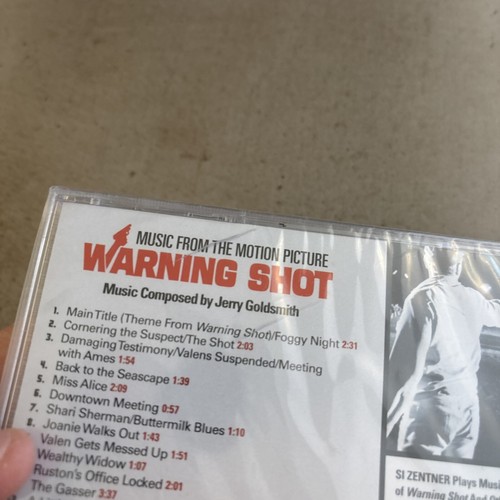 MUSIC FROM THE MOTION PICTURE
WARNING SHOT
Music Composed by Jerry Goldsmith
1. Main Title (Theme From Warning Shot)/Foggy Night 2:31
2. Cornering the Suspect/The Shot 2:03
3. Damaging Testimony/Valens Suspended/Meeting
with Ames 1:54
4. Back to the Seascape 1:39
5. Miss Alice 2:09
6. Downtown Meeting 0:57
7. Shari Sherman/Buttermilk Blues 1:10
8. Joanie Walks Out 1:43
Valen Gets Messed Up 1:51
Wealthy Widow 1:07
Ruston's Office Locked 2:01
The Gasser 3:37
SI ZENTNER Plays Musi
of Warning Shot And O